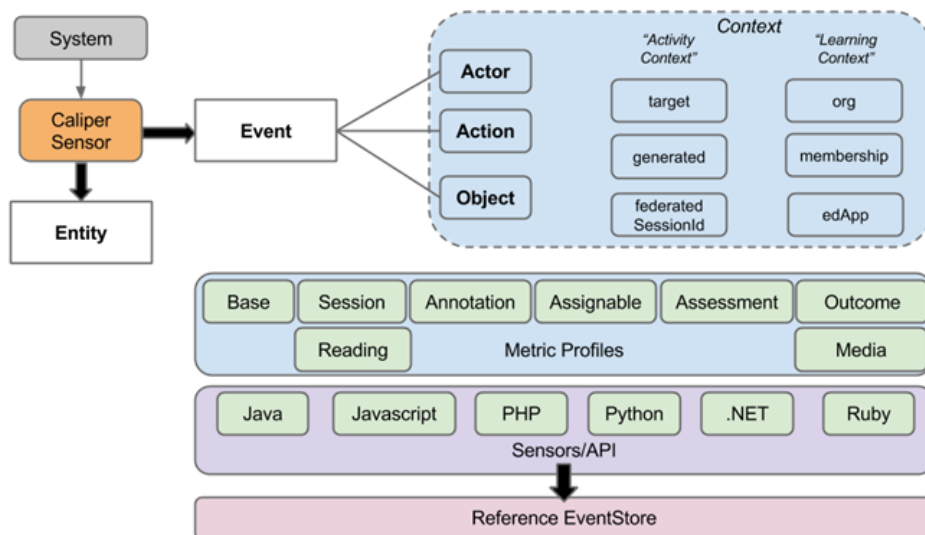 System
Caliper
Sensor
Entity
Event
Context
Actor
Action
Object
“Activity
Context”
target
generated
federated
SessionId
“Learning
Context”
org
membership
edApp
Base
Session
Annotation
Assignable
Assessment
Outcome
Reading
Metric Profiles
Media
Java
Javascript
PHP
Python
.NET
Ruby
Sensors/API
Reference EventStore